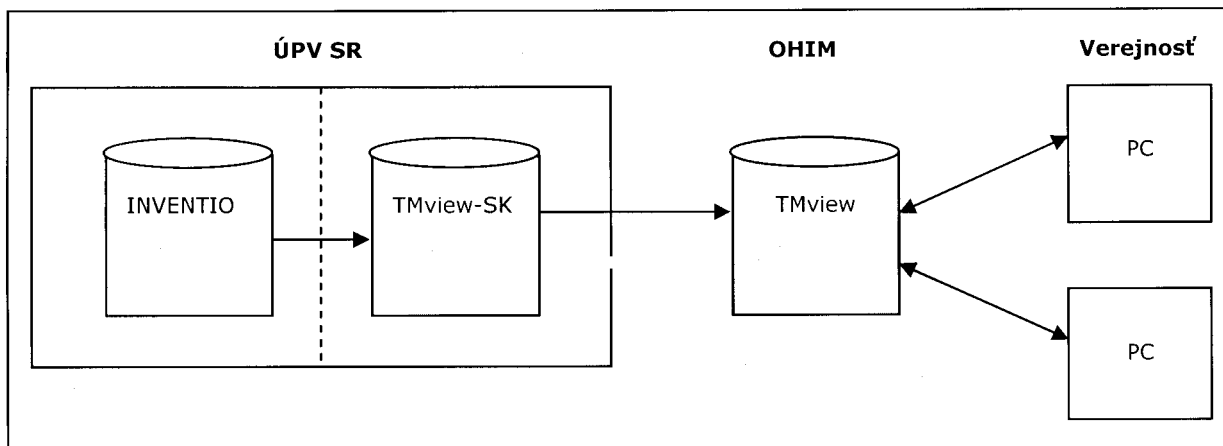 ÚPV SR
OHIM
Verejnosť
INVENTIO
TMview-SK
TMview
PC
PC